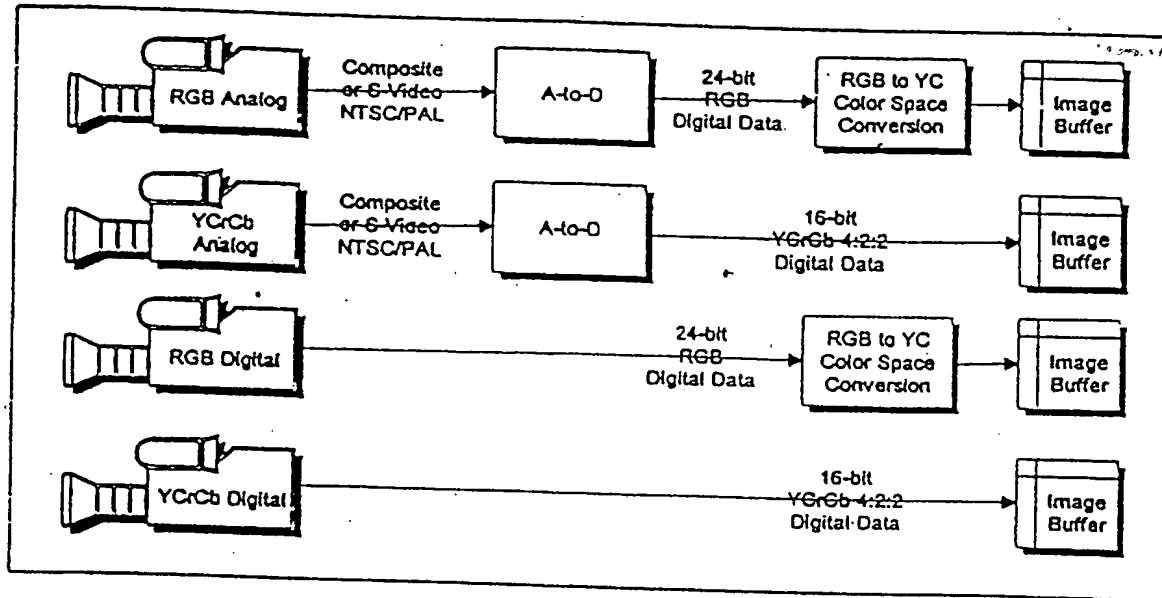 RGB Analog
Composite
or S-Video
NTSC/PAL
A-to-D
24-bit
RGB
Digital Data
RGB to YC
Color Space
Conversion
Image
Buffer
YCrCb
Analog
Composite
or S-Video
NTSC/PAL
A-to-D
16-bit
YCrCb 4:2:2
Digital Data
Image
Buffer
RGB Digital
24-bit
RGB
Digital Data
RGB to YC
Color Space
Conversion
Image
Buffer
YCrCb Digital
16-bit
YCrCb 4:2:2
Digital Data
Image
Buffer